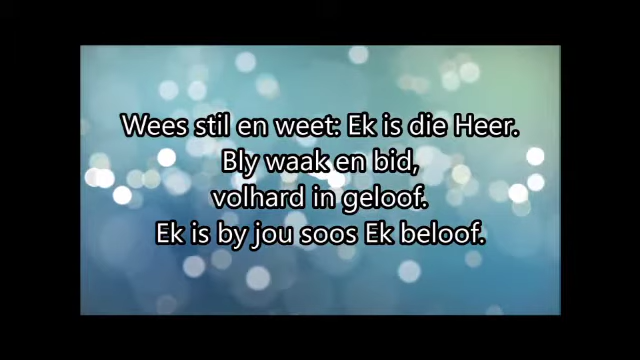 Wees stil en weet: Ek is die Heer.
Bly waak en bid,
volhard in geloof.
Ek is by jou soos Ek beloof.